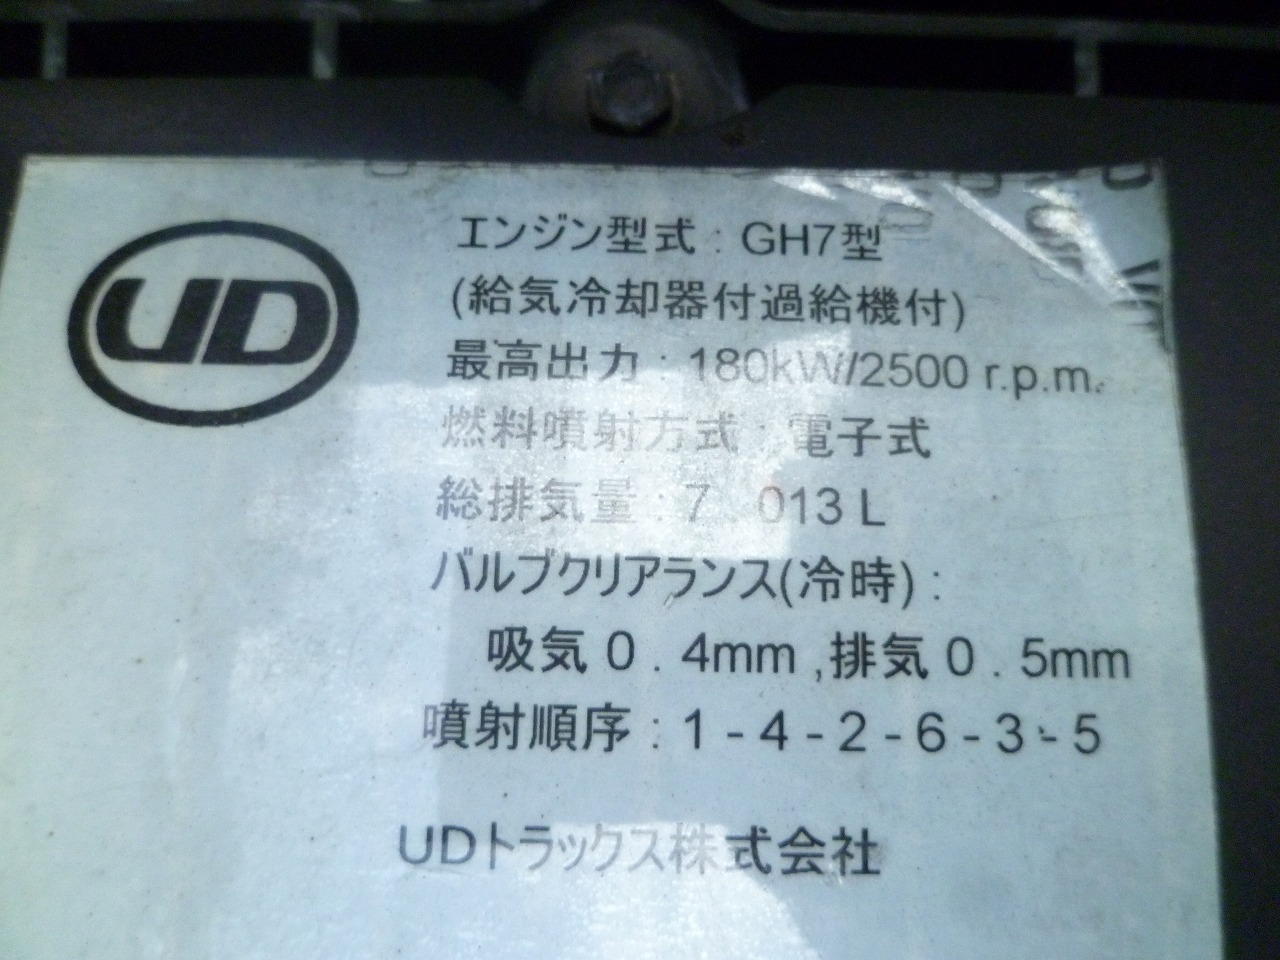 UD
エンジン型式 : GH7型
(給気冷却器付過給機付)
最高出力 : 180kW/2500 r.p.m.
燃料噴射方式 : 電子式
総排気量 : 7 . 013 L
バルブクリアランス(冷時) :
吸気 0 . 4mm , 排気 0 . 5mm
噴射順序 : 1 - 4 - 2 - 6 - 3 - 5
UDトラックス株式会社